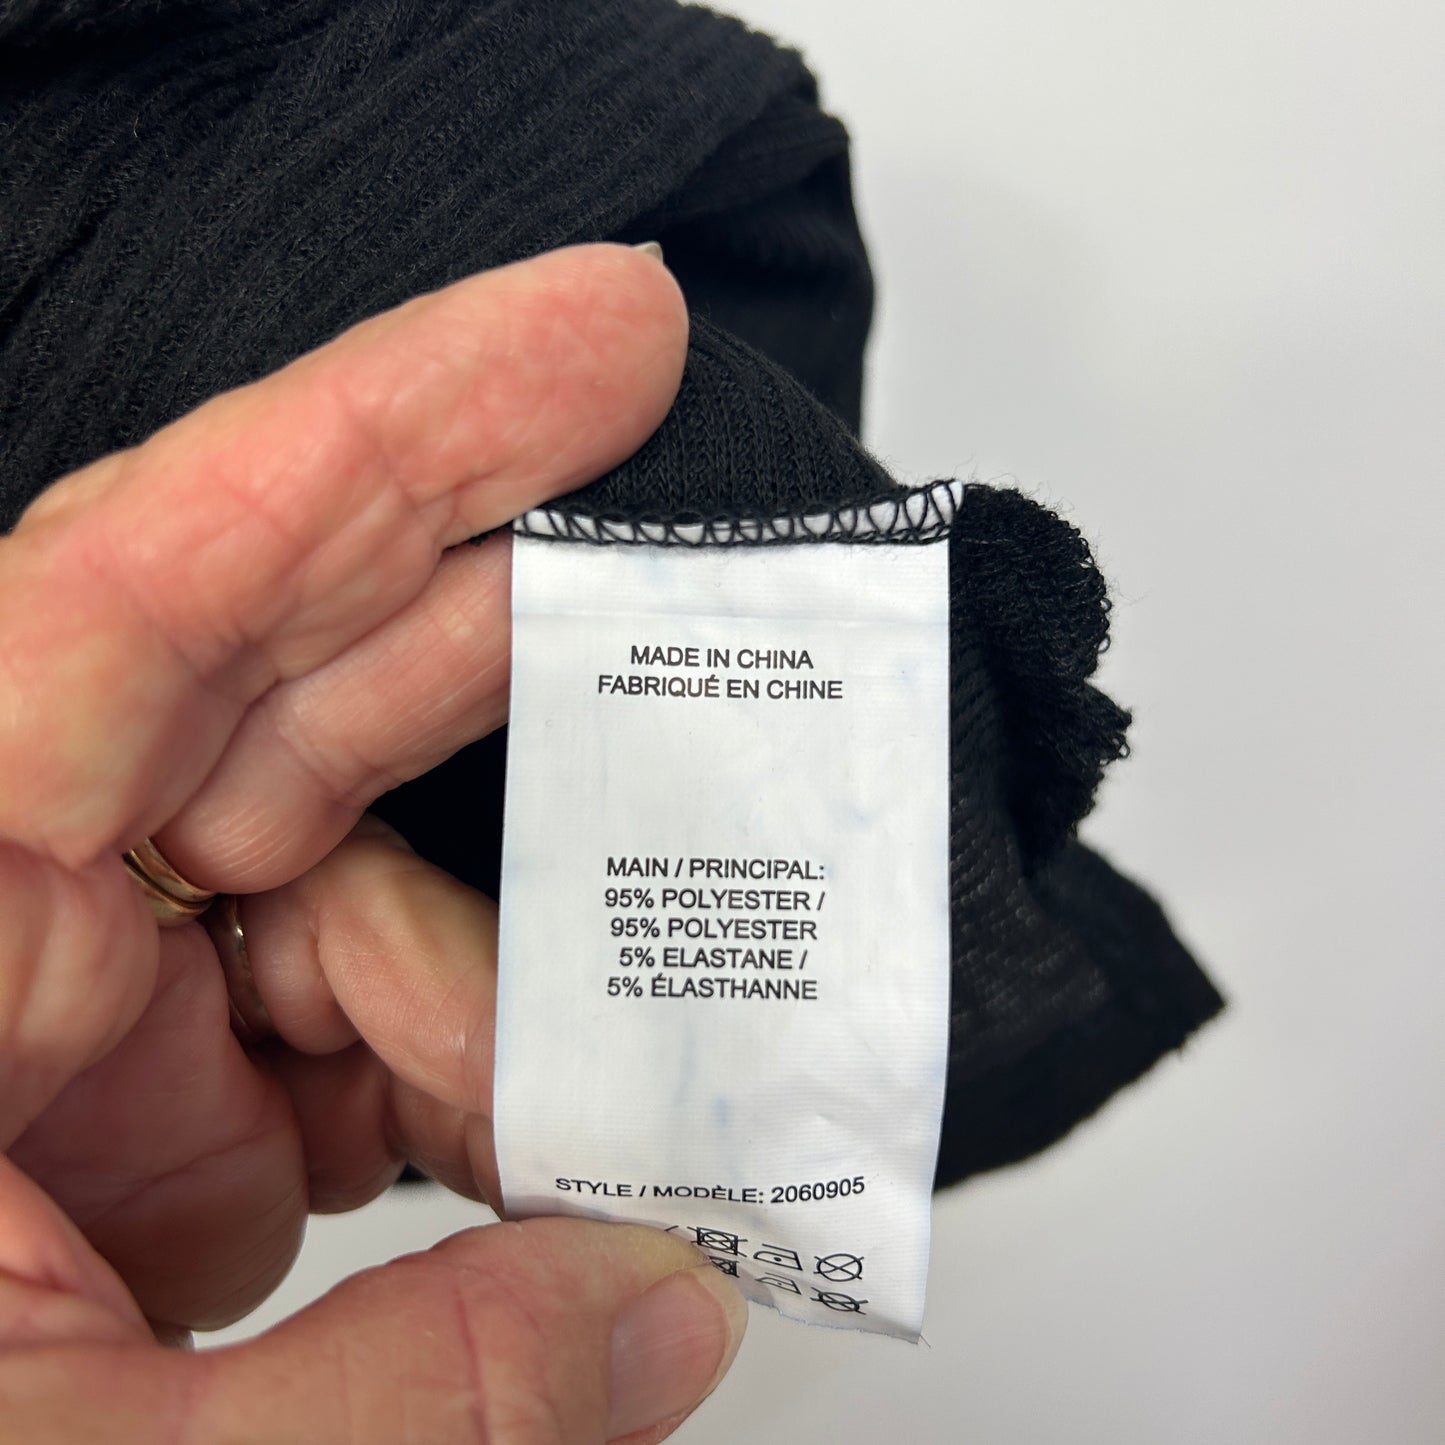 MADE IN CHINA
FABRIQUÉ EN CHINE
MAIN / PRINCIPAL:
95% POLYESTER /
95% POLYESTER
5% ELASTANE /
5% ÉLASTHANNE
STYLE / MODÈLE: 2060905